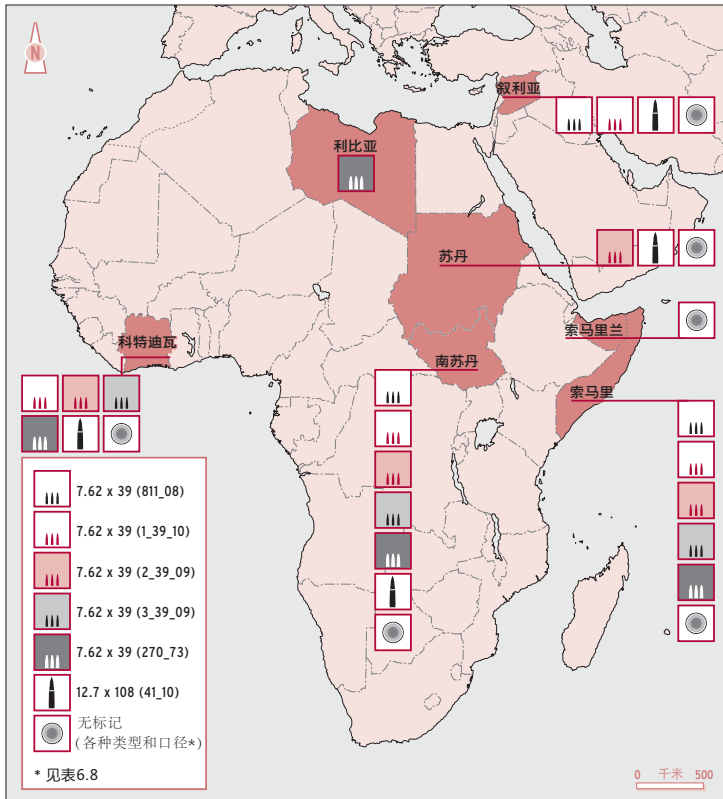 N
叙利亚
利比亚
苏丹
索马里兰
科特迪瓦
南苏丹
索马里
7.62 x 39 (811_08)
7.62 x 39 (1_39_10)
7.62 x 39 (2_39_09)
7.62 x 39 (3_39_09)
7.62 x 39 (270_73)
12.7 x 108 (41_10)
无标记
(各种类型和口径*)
* 见表6.8
0 千米 500